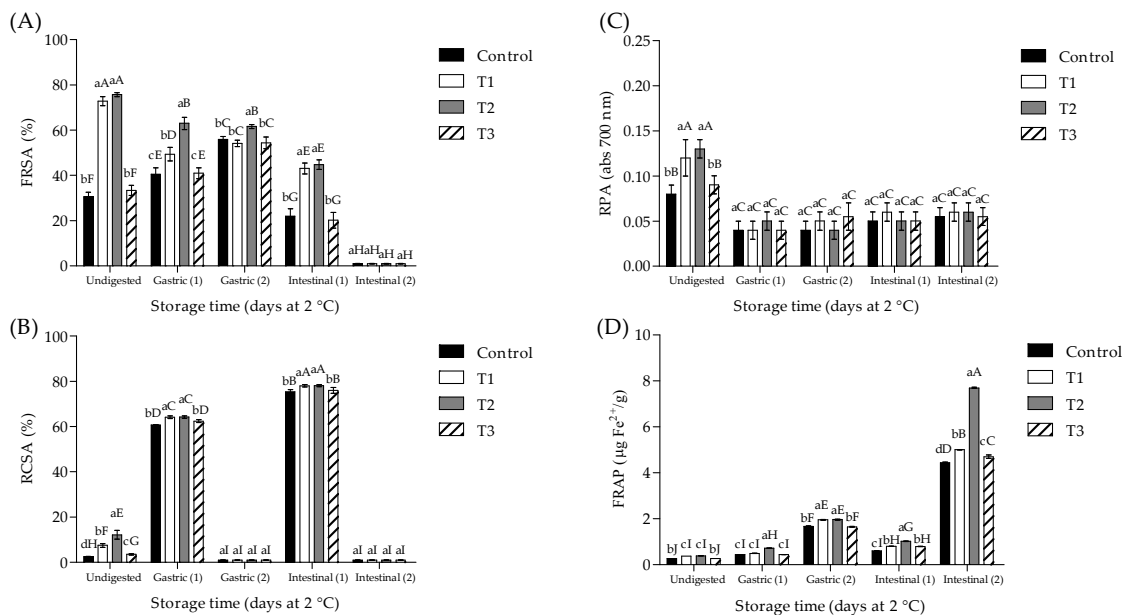 (A)
FRSA (%)
100
80
60
40
20
0
bF aA aA bF
cE bD aB cE
bC bC aB bC
bG aE aE bG
aH aH aH aH
Undigested Gastric (1) Gastric (2) Intestinal (1) Intestinal (2)
Storage time (days at 2 °C)
Control
T1
T2
T3
(B)
RCSA (%)
100
80
60
40
20
0
dH bF aE cG
bD aC aC bD
aI aI aI aI
bB aA aA bB
aI aI aI aI
Undigested Gastric (1) Gastric (2) Intestinal (1) Intestinal (2)
Storage time (days at 2 °C)
Control
T1
T2
T3
(C)
RPA (abs 700 nm)
0.25
0.20
0.15
0.10
0.05
0.00
bB aA aA bB
aC aC aC aC
aC aC aC aC
aC aC aC aC
aC aC aC aC
Undigested Gastric (1) Gastric (2) Intestinal (1) Intestinal (2)
Storage time (days at 2 °C)
Control
T1
T2
T3
(D)
FRAP (µg Fe²⁺/g)
10
8
6
4
2
0
bJ cI cI bJ
cI cI aH cI
bF aE aE bF
cI bH aG bH
dD bB aA cC
Undigested Gastric (1) Gastric (2) Intestinal (1) Intestinal (2)
Storage time (days at 2 °C)
Control
T1
T2
T3